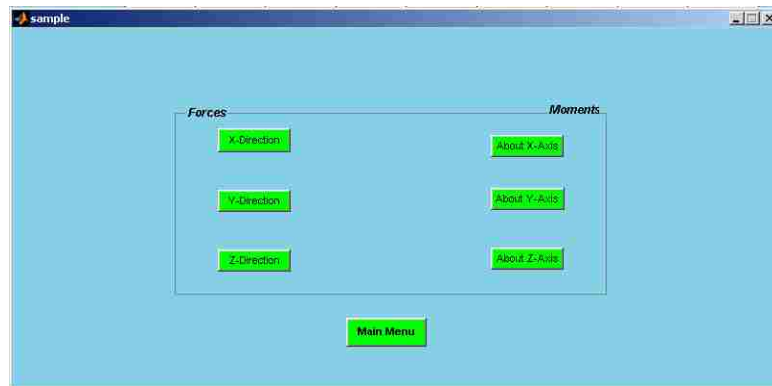 sample
Forces
Moments
X-Direction
About X-Axis
Y-Direction
About Y-Axis
Z-Direction
About Z-Axis
Main Menu